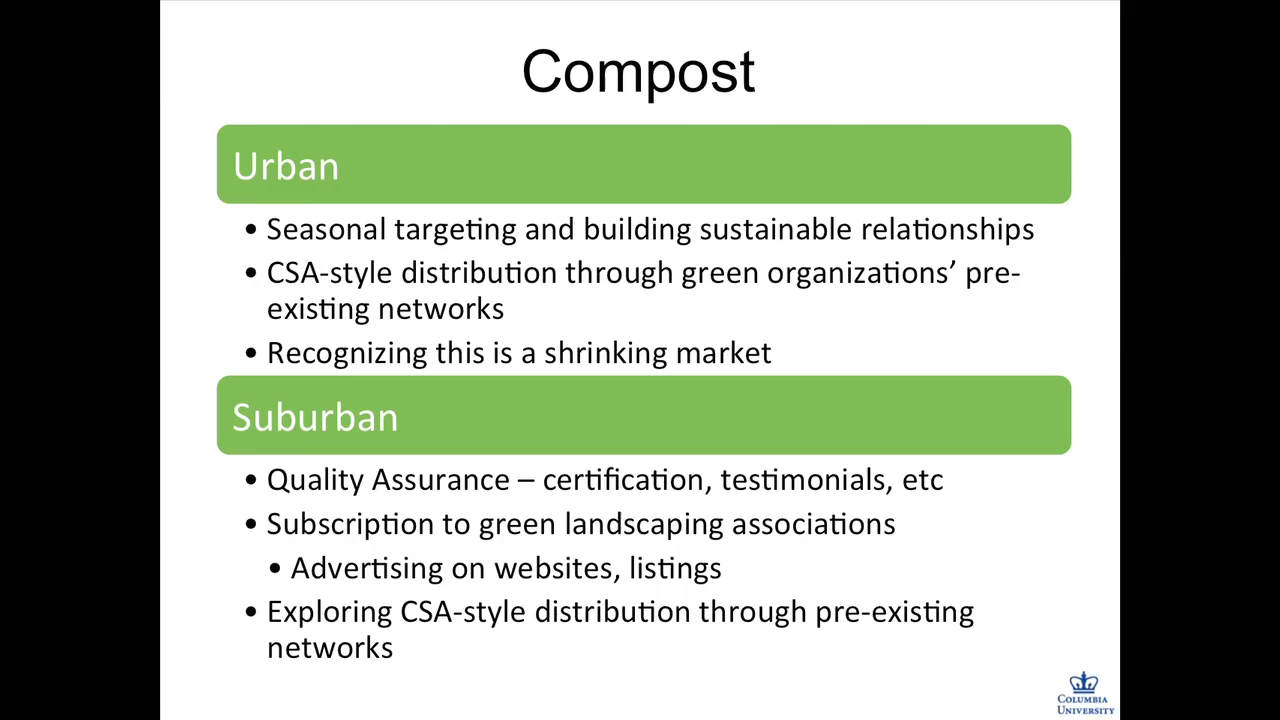 Compost
Urban
• Seasonal targeting and building sustainable relationships
• CSA-style distribution through green organizations’ pre-
existing networks
• Recognizing this is a shrinking market
Suburban
• Quality Assurance – certification, testimonials, etc
• Subscription to green landscaping associations
• Advertising on websites, listings
• Exploring CSA-style distribution through pre-existing
networks
COLUMBIA
UNIVERSITY